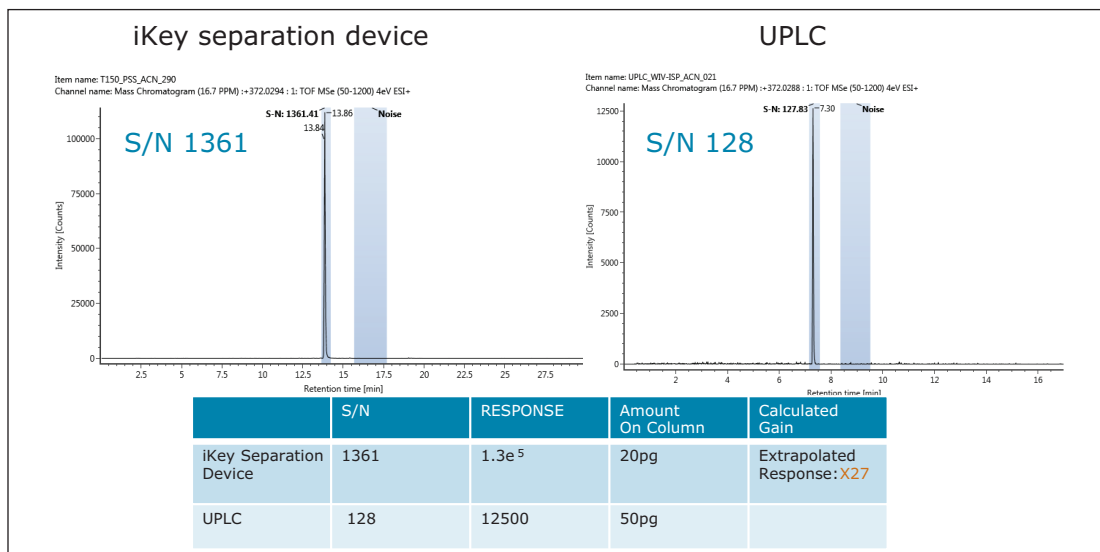 iKey separation device
Item name: T150_PSS_ACN_290
Channel name: Mass Chromatogram (16.7 PPM) :+372.0294 : 1: TOF MSe (50-1200) 4eV ESI+
S-N: 1361.41
13.86
Noise
13.84
S/N 1361
100000
75000
50000
25000
0
Intensity [Counts]
2.5 5 7.5 10 12.5 15 17.5 20 22.5 25 27.5
Retention time [min]
UPLC
Item name: UPLC_WIV-ISP_ACN_021
Channel name: Mass Chromatogram (16.7 PPM) :+372.0288 : 1: TOF MSe (50-1200) 4eV ESI+
S-N: 127.83
7.30
Noise
S/N 128
12500
10000
7500
5000
2500
0
Intensity [Counts]
2 4 6 8 10 12 14 16
Retention time [min]
S/N RESPONSE Amount On Column Calculated Gain
iKey Separation Device 1361 1.3e⁵ 20pg Extrapolated Response:X27
UPLC 128 12500 50pg